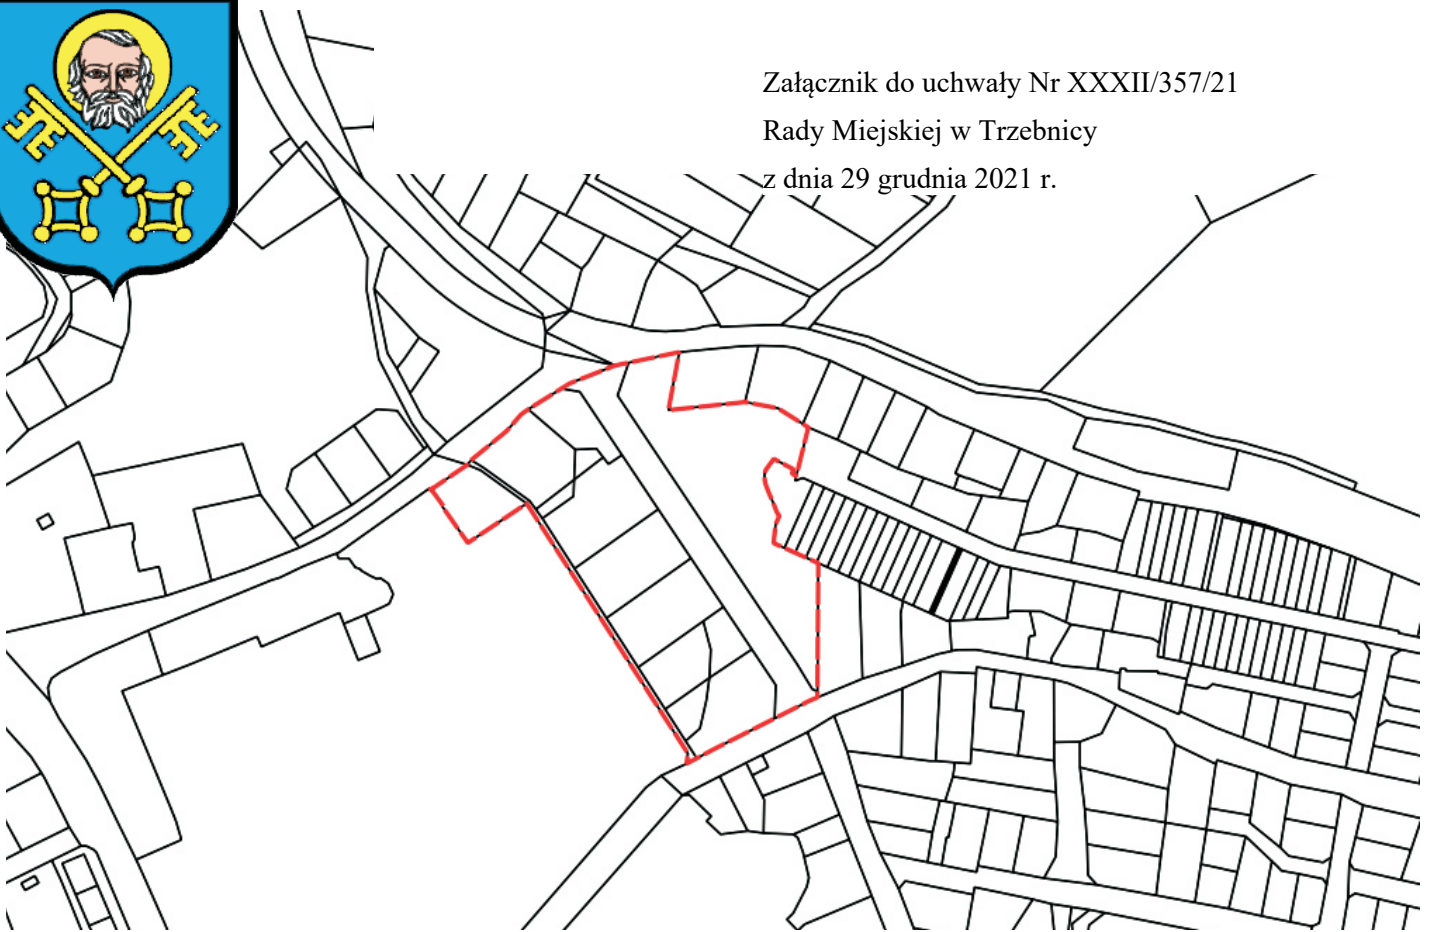 Załącznik do uchwały Nr XXXII/357/21
Rady Miejskiej w Trzebnicy
z dnia 29 grudnia 2021 r.